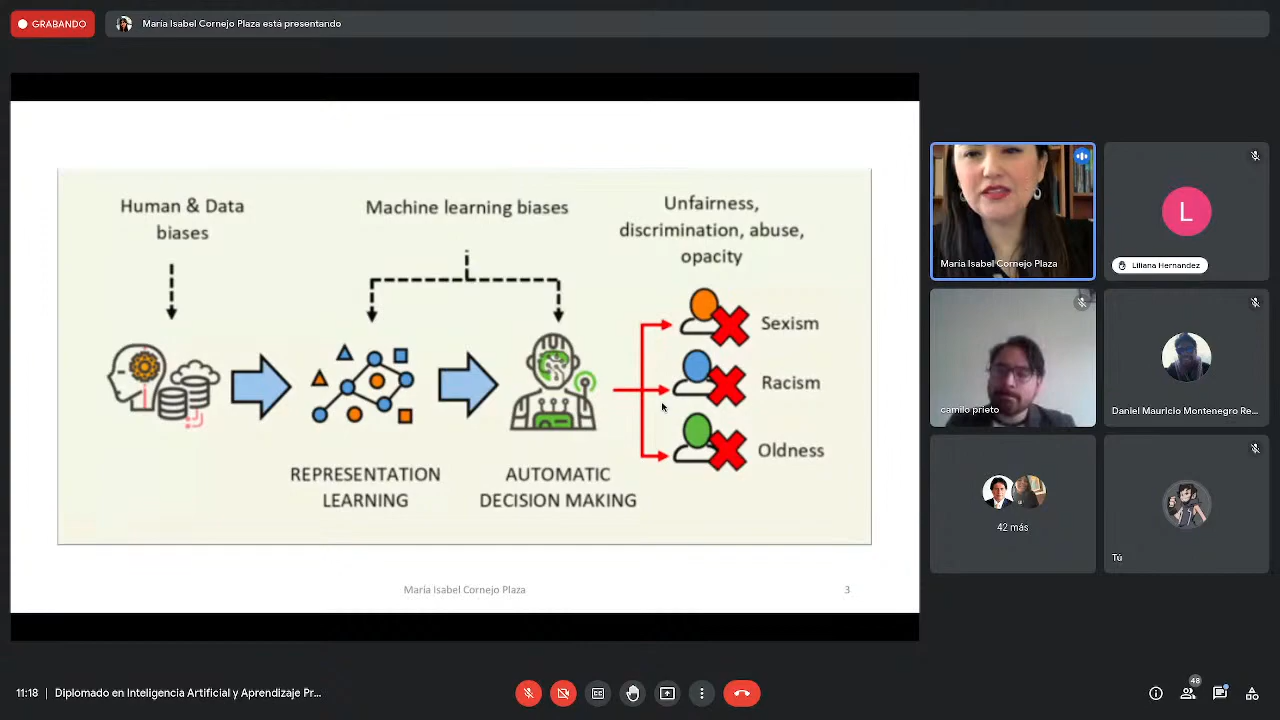 GRABANDO
María Isabel Cornejo Plaza está presentando
Human & Data
biases
Machine learning biases
Unfairness,
discrimination, abuse,
opacity
Sexism
Racism
Oldness
REPRESENTATION
LEARNING
AUTOMATIC
DECISION MAKING
María Isabel Cornejo Plaza
3
María Isabel Cornejo Plaza
L
Liliana Hernandez
camilo prieto
Daniel Mauricio Montenegro Re...
42 más
Tú
11:18
Diplomado en Inteligencia Artificial y Aprendizaje Pr...
48